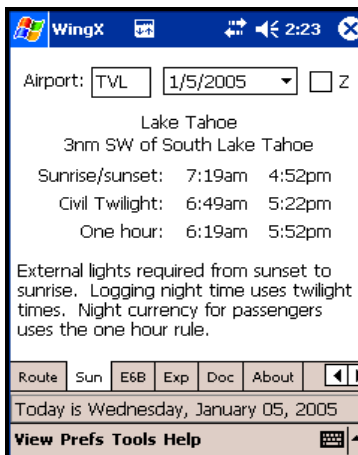 WingX 2:23
Airport: TVL 1/5/2005 Z
Lake Tahoe
3nm SW of South Lake Tahoe
Sunrise/sunset: 7:19am 4:52pm
Civil Twilight: 6:49am 5:22pm
One hour: 6:19am 5:52pm
External lights required from sunset to
sunrise. Logging night time uses twilight
times. Night currency for passengers
uses the one hour rule.
Route Sun E6B Exp Doc About
Today is Wednesday, January 05, 2005
View Prefs Tools Help